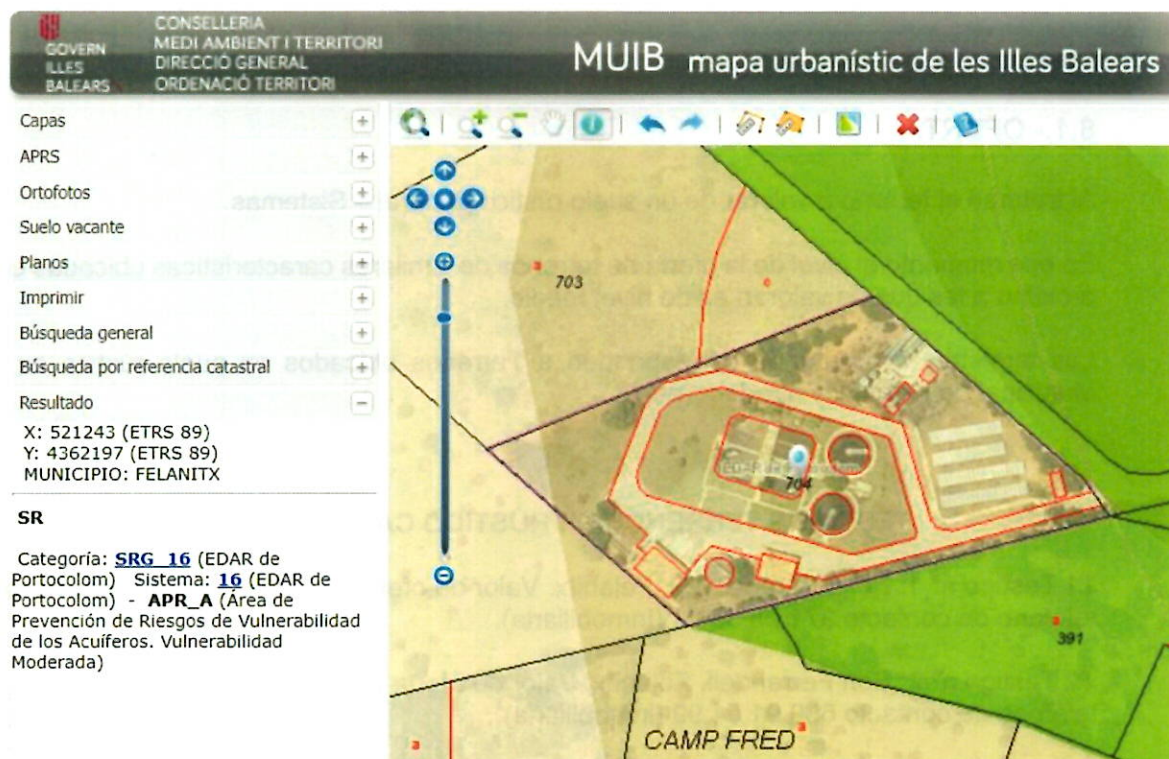 GOVERN
ILLES
BALEARS
CONSELLERIA
MEDI AMBIENT I TERRITORI
DIRECCIÓ GENERAL
ORDENACIÓ TERRITORI
MUIB mapa urbanístic de les Illes Balears
Capas
APRS
Ortofotos
Suelo vacante
Planos
Imprimir
Búsqueda general
Búsqueda por referencia catastral
Resultado
X: 521243 (ETRS 89)
Y: 4362197 (ETRS 89)
MUNICIPIO: FELANITX
SR
Categoría: SRG 16 (EDAR de
Portocolom) Sistema: 16 (EDAR de
Portocolom) - APR_A (Área de
Prevención de Riesgos de Vulnerabilidad
de los Acuíferos. Vulnerabilidad
Moderada)
a
703
704
a
391
CAMP FRED
a
a